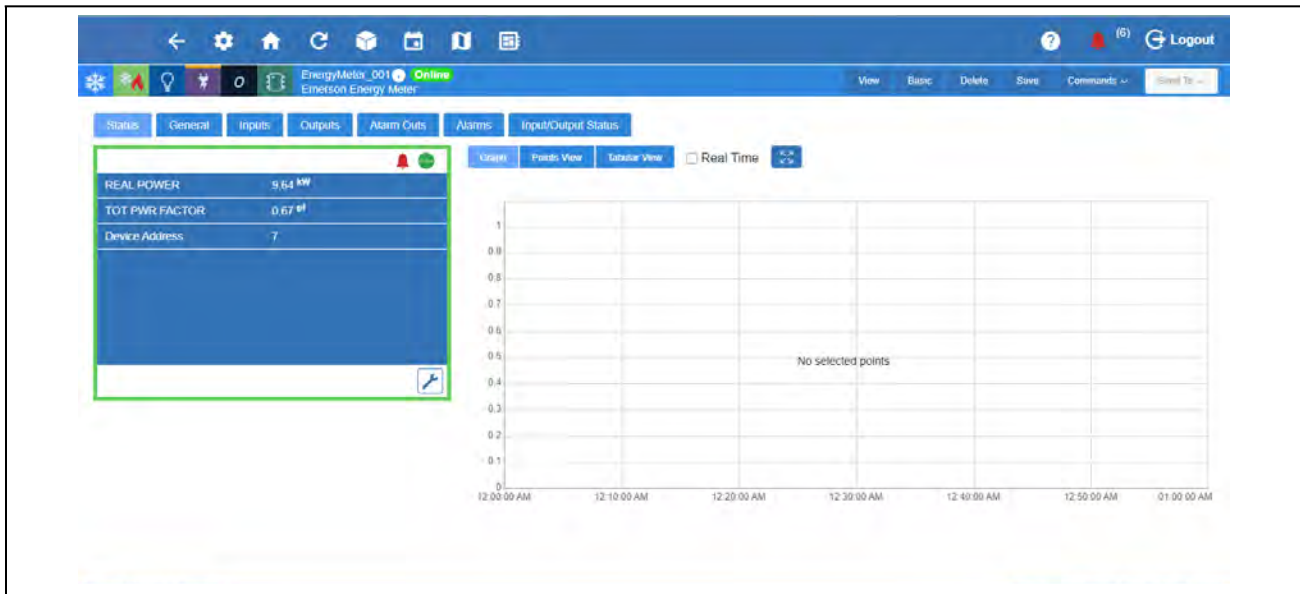 ? (6) Logout
o EnergyMeter_001 Online
Emerson Energy Meter
View Basic Delete Save Commands Send To
Status General Inputs Outputs Alarm Outs Alarms Input/Output Status
Graph Points View Tabular View Real Time
REAL POWER 9.64 kW
TOT PWR FACTOR 0.67 pf
Device Address 7
1
0.9
0.8
0.7
0.6
0.5
No selected points
0.4
0.3
0.2
0.1
0
12:00:00 AM 12:10:00 AM 12:20:00 AM 12:30:00 AM 12:40:00 AM 12:50:00 AM 01:00:00 AM